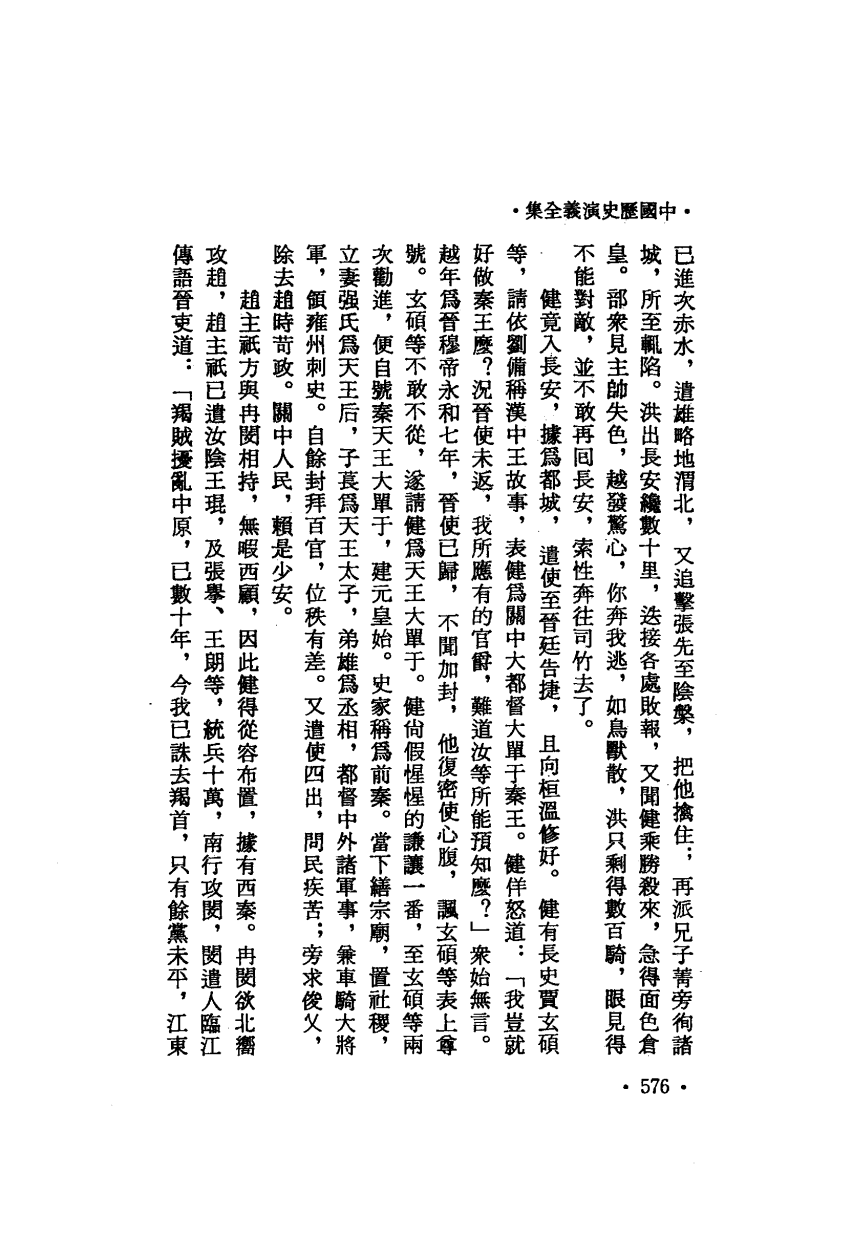 •中國歷史演義全集•
已進次赤水，遣雄略地渭北，又追擊張先至陰槃，把他擒住；再派兄子菁旁徇諸
城，所至輒陷。洪出長安纔數十里，迭接各處敗報，又聞健乘勝殺來，急得面色倉
皇。部衆見主帥失色，越發驚心，你奔我逃，如鳥獸散，洪只剩得數百騎，眼見得
不能對敵，並不敢再回長安，索性奔往司竹去了。
健竟入長安，據爲都城，遣使至晉廷告捷，且向桓溫修好。健有長史賈玄碩
等，請依劉備稱漢中王故事，表健爲關中大都督大單于秦王。健佯怒道：「我豈就
好做秦王麼？況晉使未返，我所應有的官爵，難道汝等所能預知麼？」衆始無言。
越年爲晉穆帝永和七年，晉使已歸，不聞加封，他復密使心腹，諷玄碩等表上尊
號。玄碩等不敢不從，遂請健爲天王大單于。健尙假惺惺的謙讓一番，至玄碩等兩
次勸進，便自號秦天王大單于，建元皇始。史家稱爲前秦。當下繕宗廟，置社稷，
立妻强氏爲天王后，子萇爲天王太子，弟雄爲丞相，都督中外諸軍事，兼車騎大將
軍，領雍州刺史。自餘封拜百官，位秩有差。又遣使四出，問民疾苦；旁求俊乂，
除去趙時苛政。關中人民，賴是少安。
趙主祇方與冉閔相持，無暇西顧，因此健得從容布置，據有西秦。冉閔欲北嚮
攻趙，趙主祇已遣汝陰王琨，及張擧、王朗等，統兵十萬，南行攻閔，閔遣人臨江
傳語晉吏道：「羯賊擾亂中原，已數十年，今我已誅去羯首，只有餘黨未平，江東
•576•